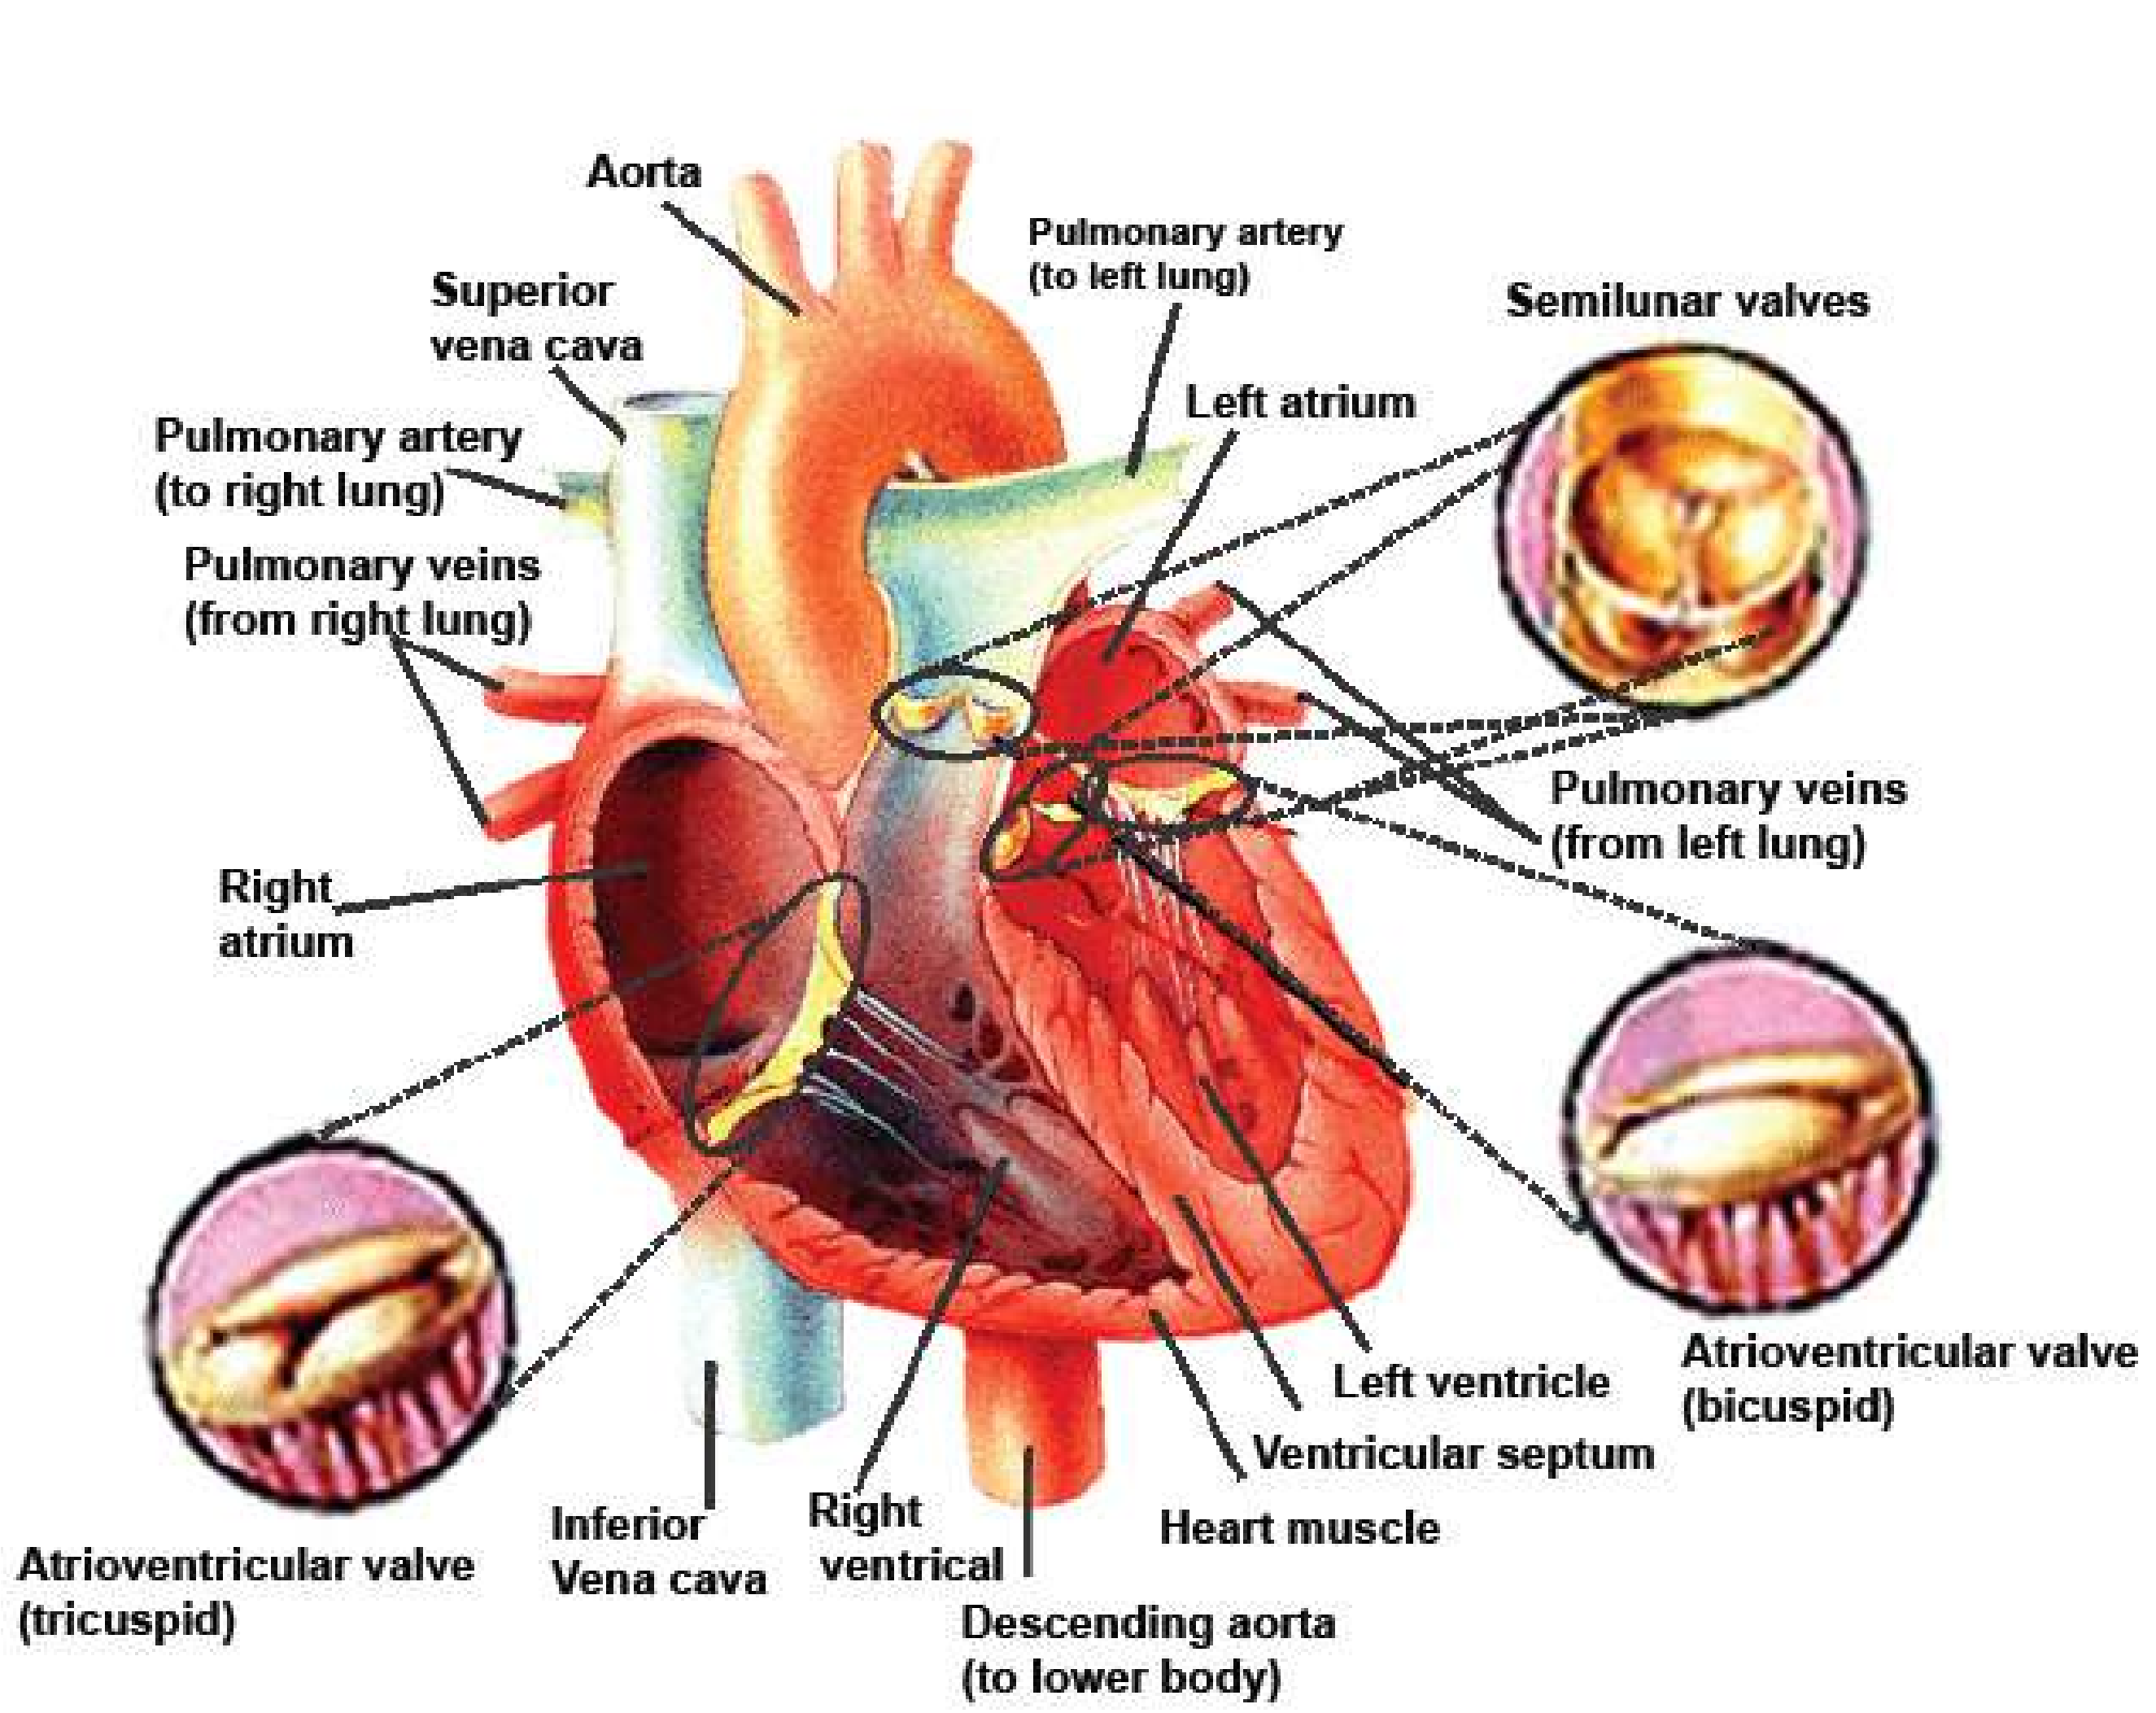 Aorta
Pulmonary artery
(to left lung)
Superior
vena cava
Semilunar valves
Left atrium
Pulmonary artery
(to right lung)
Pulmonary veins
(from right lung)
Pulmonary veins
(from left lung)
Right
atrium
Atrioventricular valve
(bicuspid)
Left ventricle
Ventricular septum
Heart muscle
Right
ventrical
Inferior
Vena cava
Atrioventricular valve
(tricuspid)
Descending aorta
(to lower body)